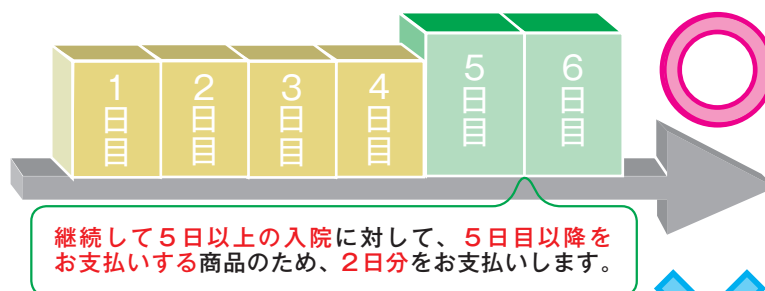 1日目
2日目
3日目
4日目
5日目
6日目
継続して5日以上の入院に対して、5日目以降を
お支払いする商品のため、2日分をお支払いします。